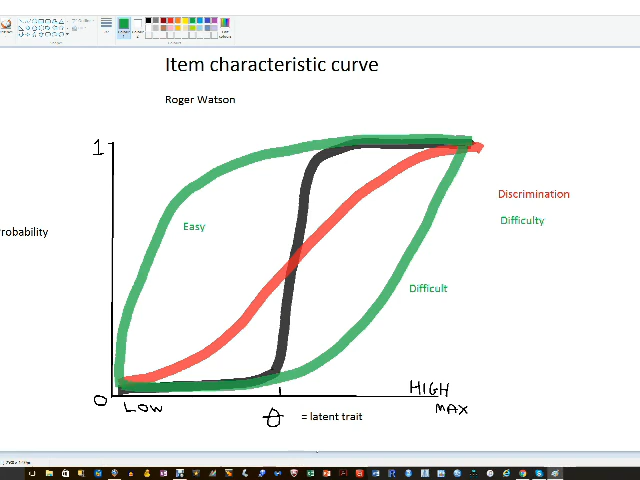 Item characteristic curve
Roger Watson
1
Discrimination
Easy
Difficulty
robability
Difficult
HIGH
0
LOW
MAX
θ
= latent trait